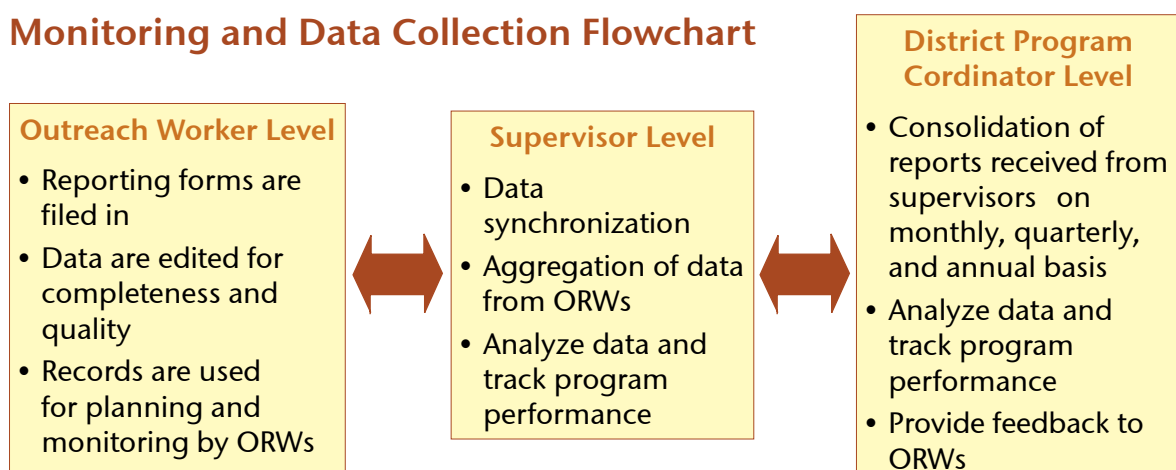 Monitoring and Data Collection Flowchart
Outreach Worker Level
• Reporting forms are
filed in
• Data are edited for
completeness and
quality
• Records are used
for planning and
monitoring by ORWs
Supervisor Level
• Data
synchronization
• Aggregation of data
from ORWs
• Analyze data and
track program
performance
District Program
Cordinator Level
• Consolidation of
reports received from
supervisors on
monthly, quarterly,
and annual basis
• Analyze data and
track program
performance
• Provide feedback to
ORWs